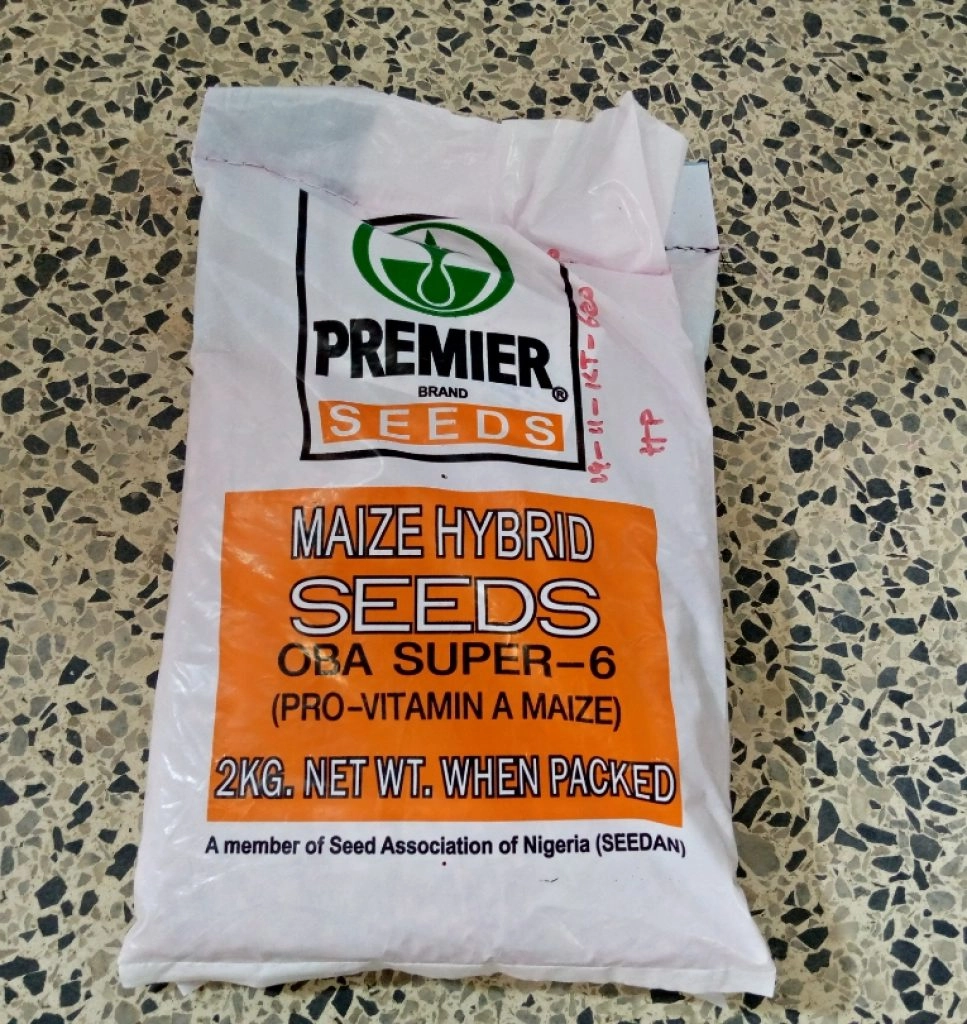 PREMIER
BRAND ®
SEEDS
HP
MAIZE HYBRID
SEEDS
OBA SUPER-6
(PRO-VITAMIN A MAIZE)
2KG. NET WT. WHEN PACKED
A member of Seed Association of Nigeria (SEEDAN)